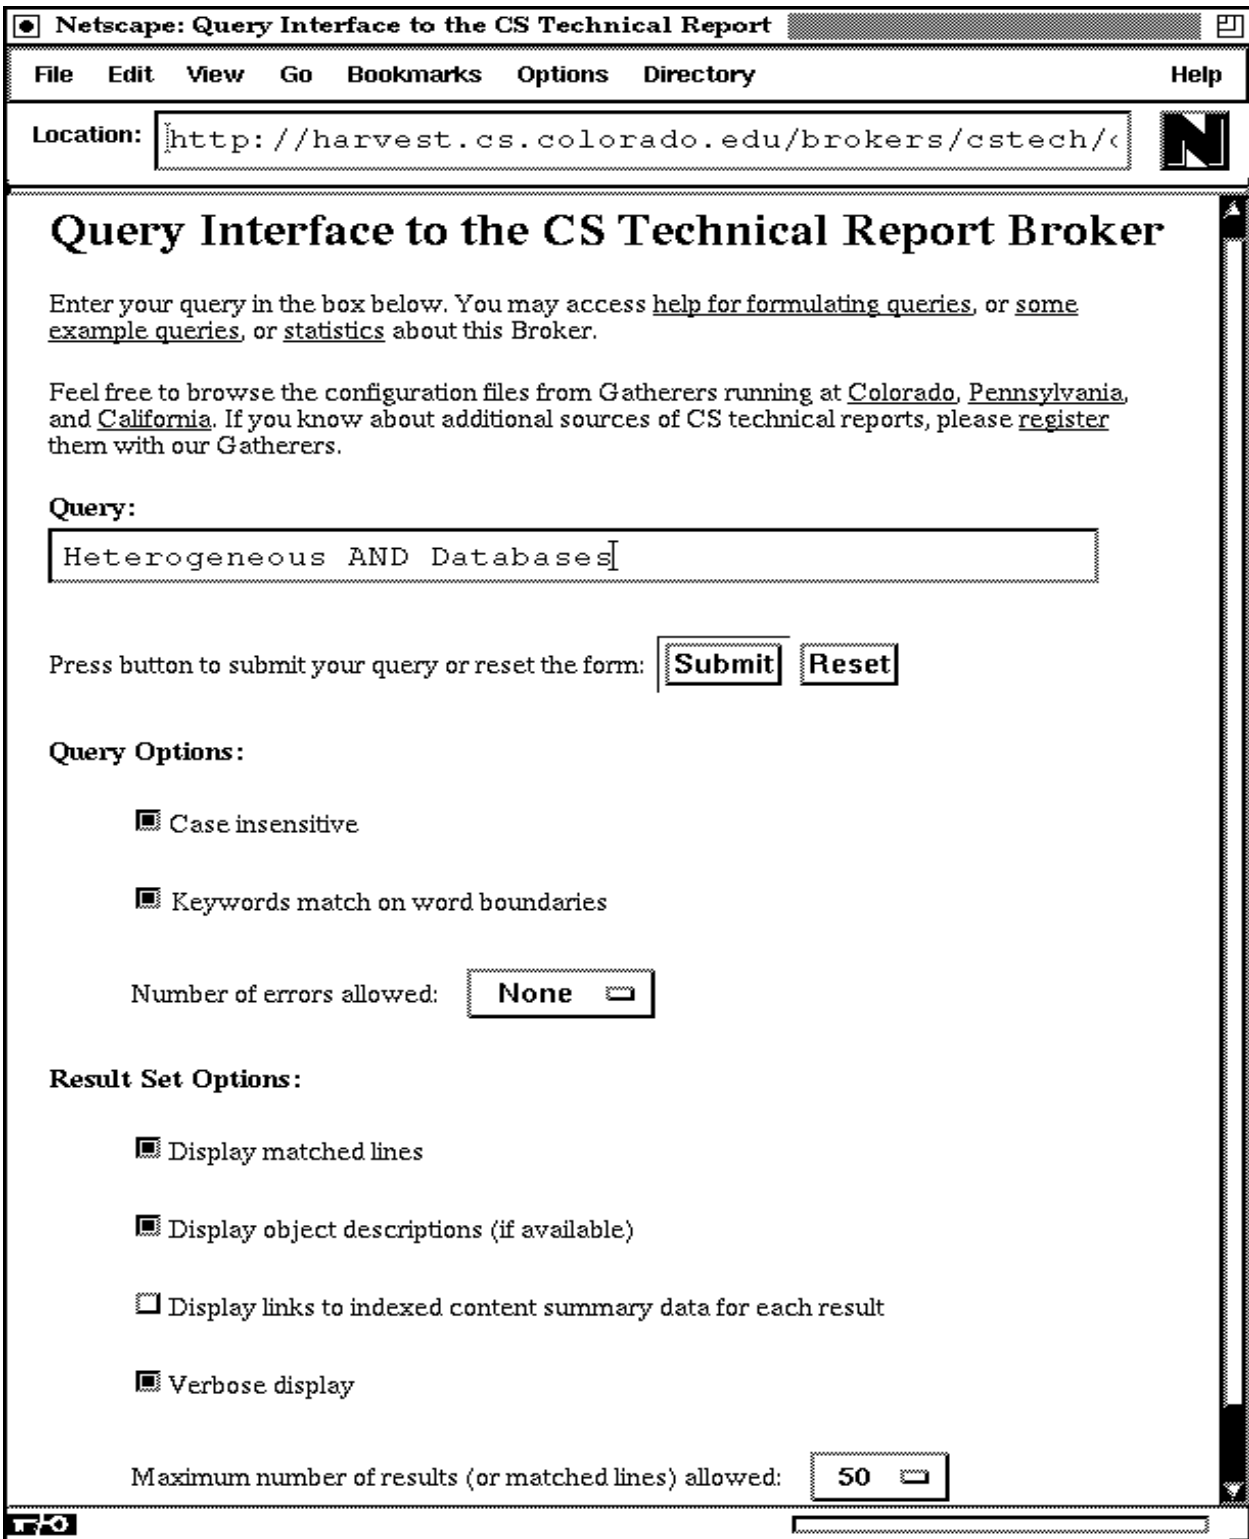 Netscape: Query Interface to the CS Technical Report
File Edit View Go Bookmarks Options Directory Help
Location: http://harvest.cs.colorado.edu/brokers/cstech/
N
Query Interface to the CS Technical Report Broker
Enter your query in the box below. You may access help for formulating queries, or some
example queries, or statistics about this Broker.
Feel free to browse the configuration files from Gatherers running at Colorado, Pennsylvania,
and California. If you know about additional sources of CS technical reports, please register
them with our Gatherers.
Query:
Heterogeneous AND Databases
Press button to submit your query or reset the form: Submit Reset
Query Options:
Case insensitive
Keywords match on word boundaries
Number of errors allowed: None
Result Set Options:
Display matched lines
Display object descriptions (if available)
Display links to indexed content summary data for each result
Verbose display
Maximum number of results (or matched lines) allowed: 50